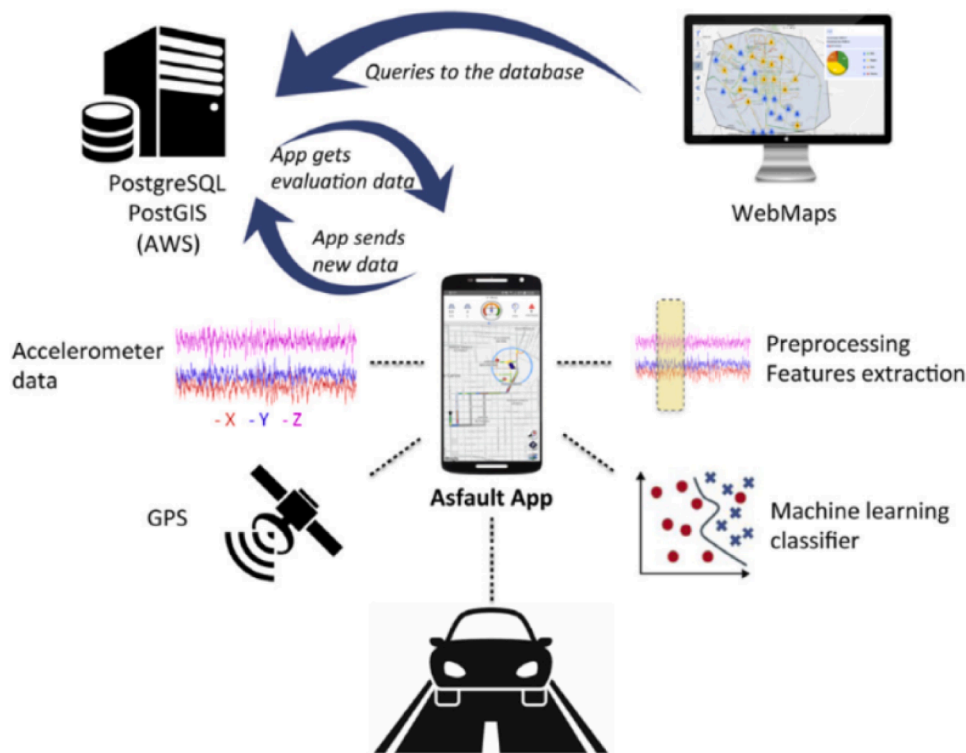 Queries to the database
App gets
evaluation data
PostgreSQL
PostGIS
(AWS)
WebMaps
App sends
new data
Accelerometer
data
- X - Y - Z
Preprocessing
Features extraction
GPS
Asfault App
Machine learning
classifier